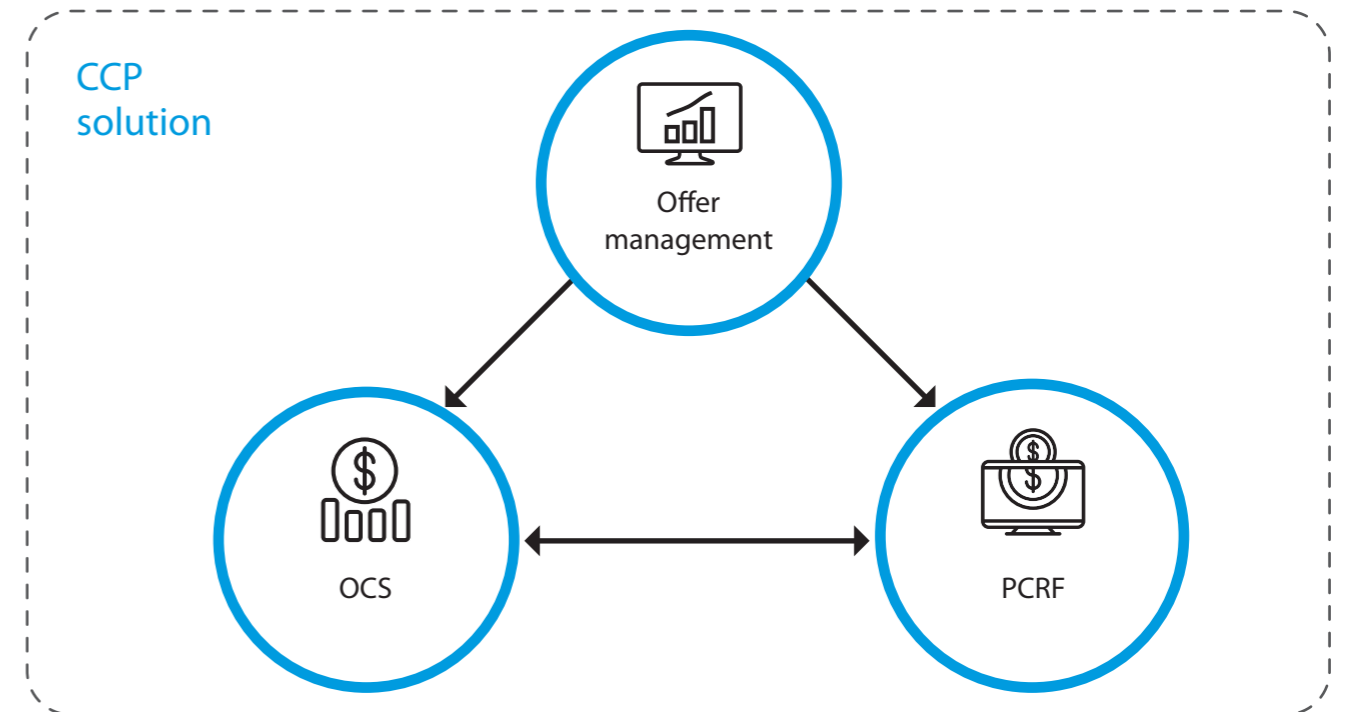 CCP
solution
Offer
management
$
OCS
$
$
PCRF